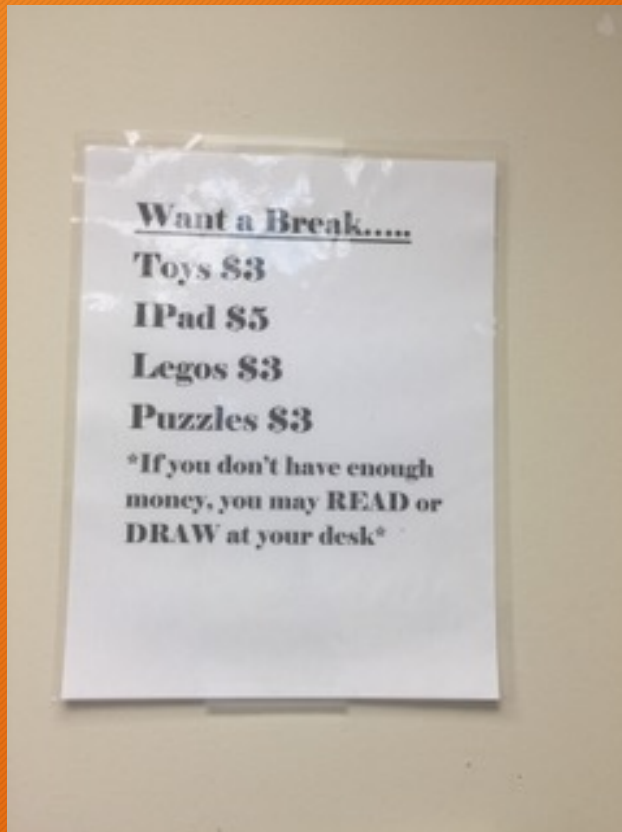 Want a Break.....
Toys $3
IPad $5
Legos $3
Puzzles $3
*If you don't have enough
money, you may READ or
DRAW at your desk*